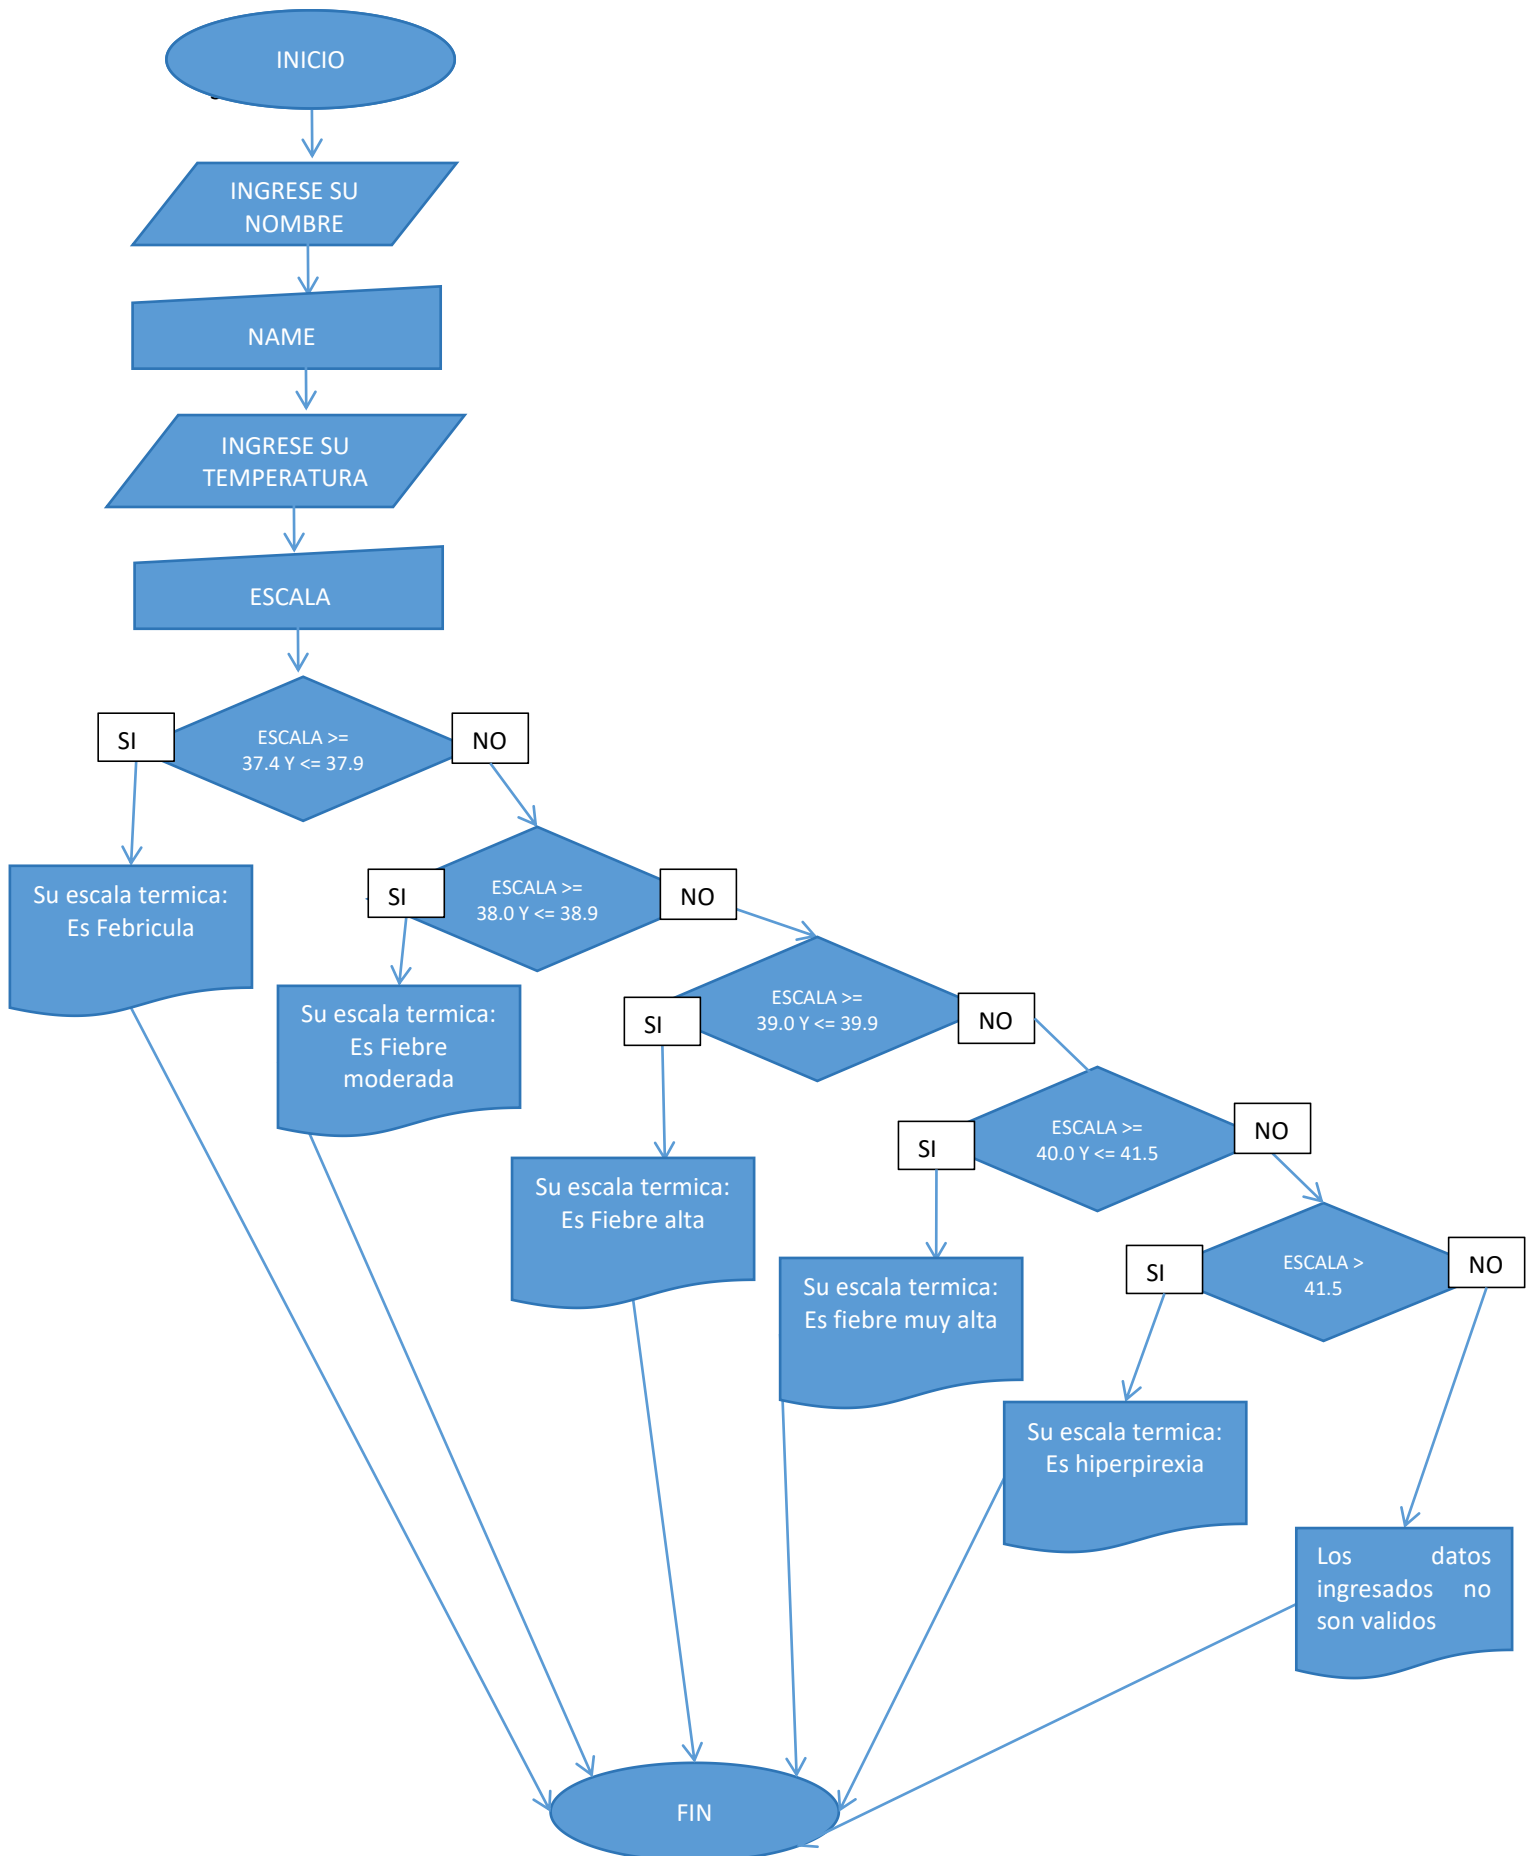 INICIO
INGRESE SU
NOMBRE
NAME
INGRESE SU
TEMPERATURA
ESCALA
SI
ESCALA >=
37.4 Y <= 37.9
NO
Su escala termica:
Es Febricula
SI
ESCALA >=
38.0 Y <= 38.9
NO
Su escala termica:
Es Fiebre
moderada
SI
ESCALA >=
39.0 Y <= 39.9
NO
Su escala termica:
Es Fiebre alta
SI
ESCALA >=
40.0 Y <= 41.5
NO
Su escala termica:
Es fiebre muy alta
SI
ESCALA >
41.5
NO
Su escala termica:
Es hiperpirexia
Los datos
ingresados no
son validos
FIN